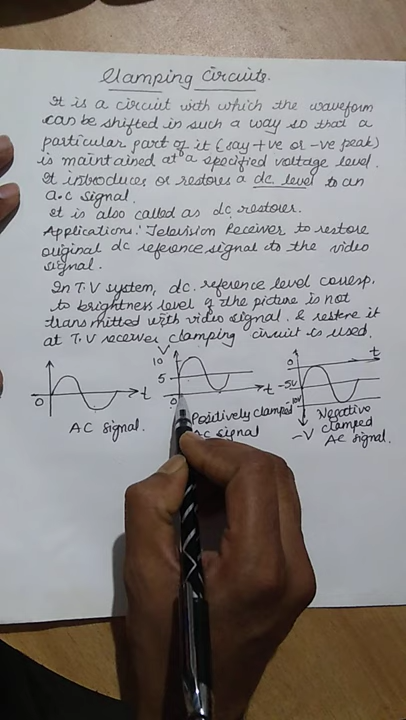 Clamping Circuits.
It is a circuit with which the waveform
can be shifted in such a way so that a
particular part of it (say +ve or -ve peak)
is maintained at a specified voltage level.
It introduces or restores a dc. level to an
a.c signal.
It is also called as dc, restorer.
Applications: Television Receiver to restore
original dc reference signal to the video
signal.
In T.V system, d.c. reference level corresp.
to brightness level of the picture is not
transmitted with video signal. & restore it
at T.V receiver clamping circuit is used.
0
t
AC signal.
V
10
5
0
t
Positively clamped
AC signal
0
t
-5V
-10V
-V
Negative
clamped
AC signal.